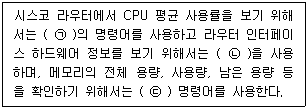 시스코 라우터에서 CPU 평균 사용률을 보기 위해
서는 ( ㉠ )의 명령어를 사용하고 라우터 인터페이
스 하드웨어 정보를 보기 위해서는 ( ㉡ )을 사용
하며, 메모리의 전체 용량, 사용량, 남은 용량 등
을 확인하기 위해서는 ( ㉢ ) 명령어를 사용한다.